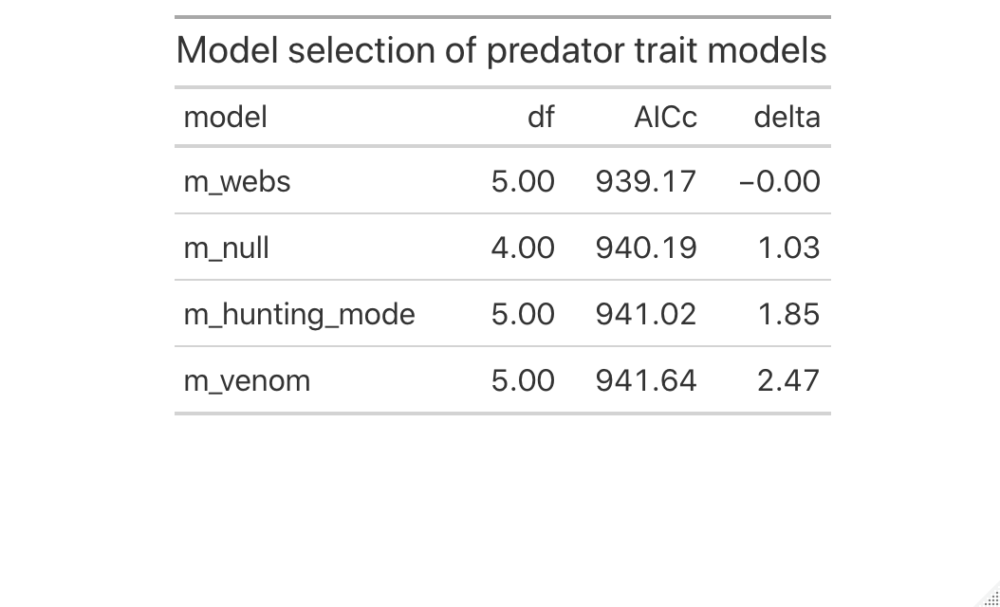 Model selection of predator trait models
model df AICc delta
m_webs 5.00 939.17 −0.00
m_null 4.00 940.19 1.03
m_hunting_mode 5.00 941.02 1.85
m_venom 5.00 941.64 2.47